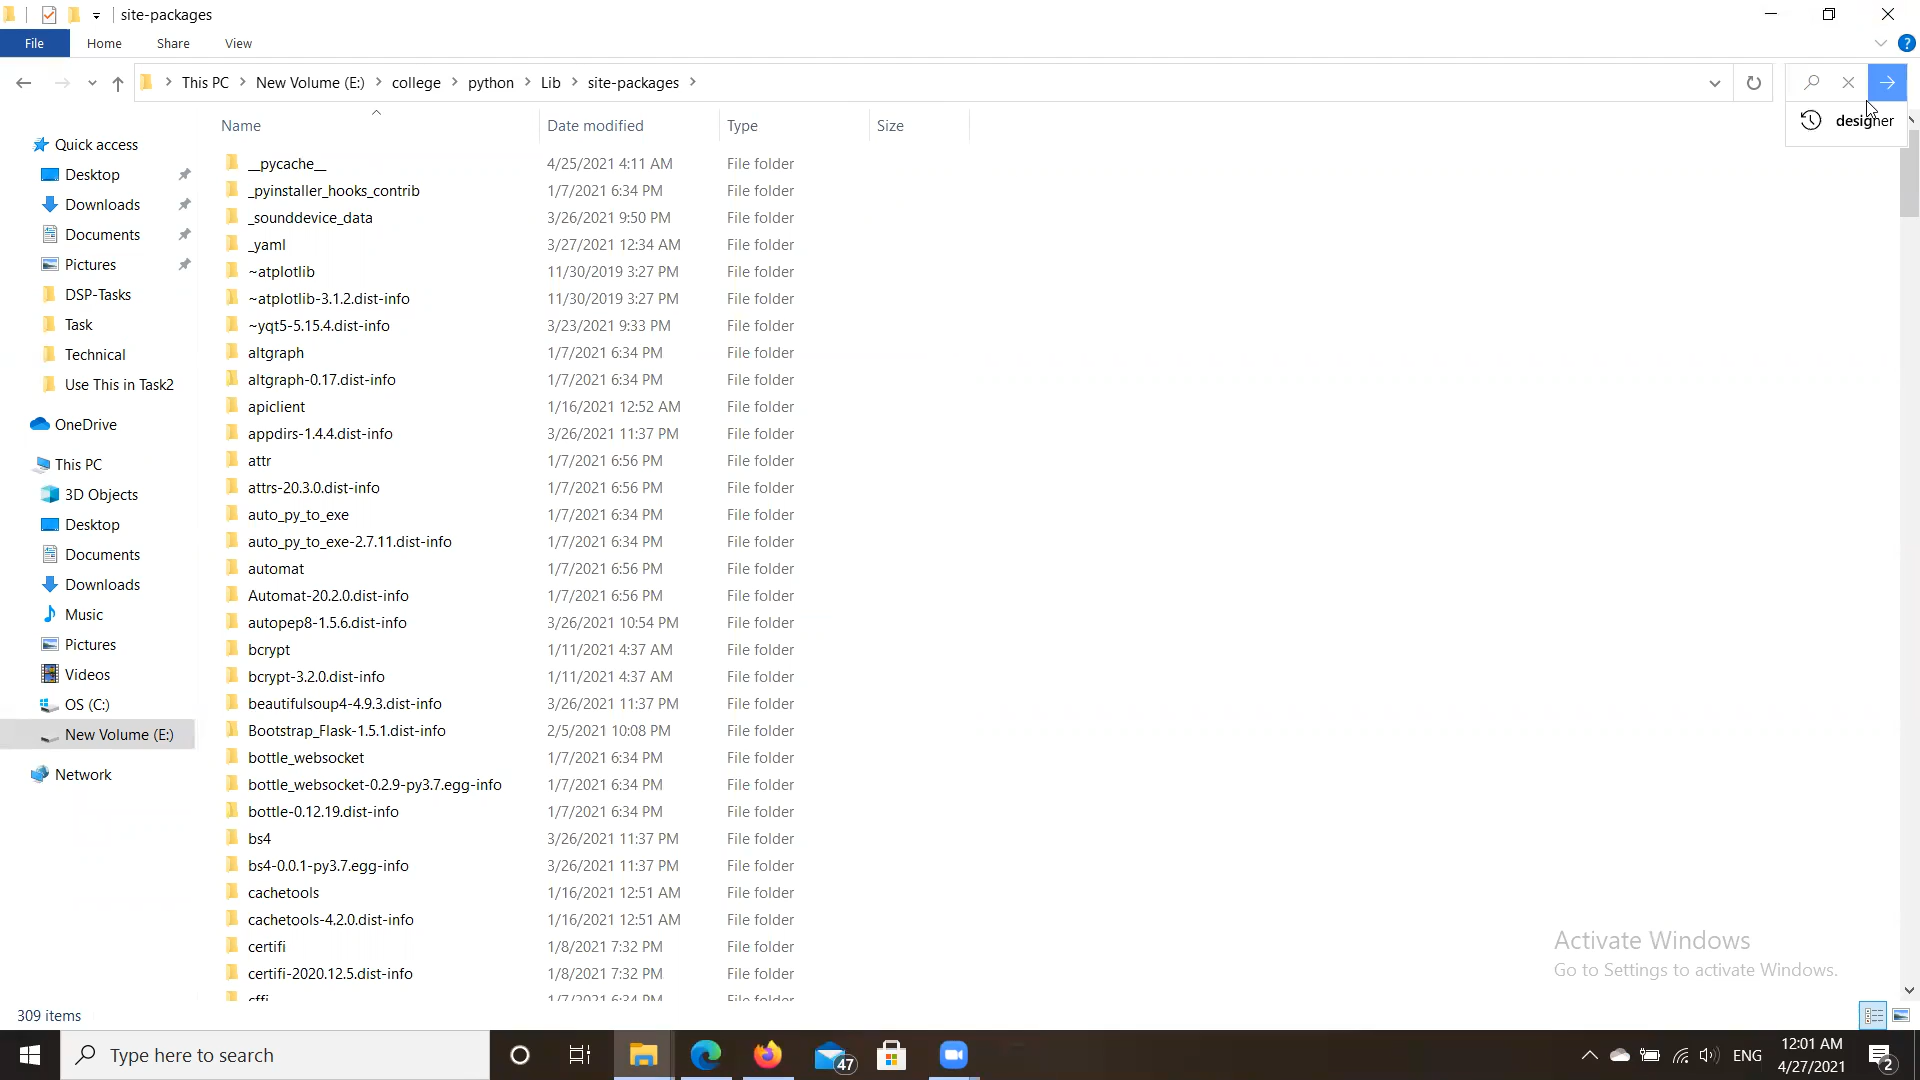 site-packages
File Home Share View
This PC New Volume (E:) college python Lib site-packages
designer
Name Date modified Type Size
Quick access
Desktop
Downloads
Documents
Pictures
DSP-Tasks
Task
Technical
Use This in Task2
OneDrive
This PC
3D Objects
Desktop
Documents
Downloads
Music
Pictures
Videos
OS (C:)
New Volume (E:)
Network
__pycache__ 4/25/2021 4:11 AM File folder
_pyinstaller_hooks_contrib 1/7/2021 6:34 PM File folder
_sounddevice_data 3/26/2021 9:50 PM File folder
_yaml 3/27/2021 12:34 AM File folder
~atplotlib 11/30/2019 3:27 PM File folder
~atplotlib-3.1.2.dist-info 11/30/2019 3:27 PM File folder
~yqt5-5.15.4.dist-info 3/23/2021 9:33 PM File folder
altgraph 1/7/2021 6:34 PM File folder
altgraph-0.17.dist-info 1/7/2021 6:34 PM File folder
apiclient 1/16/2021 12:52 AM File folder
appdirs-1.4.4.dist-info 3/26/2021 11:37 PM File folder
attr 1/7/2021 6:56 PM File folder
attrs-20.3.0.dist-info 1/7/2021 6:56 PM File folder
auto_py_to_exe 1/7/2021 6:34 PM File folder
auto_py_to_exe-2.7.11.dist-info 1/7/2021 6:34 PM File folder
automat 1/7/2021 6:56 PM File folder
Automat-20.2.0.dist-info 1/7/2021 6:56 PM File folder
autopep8-1.5.6.dist-info 3/26/2021 10:54 PM File folder
bcrypt 1/11/2021 4:37 AM File folder
bcrypt-3.2.0.dist-info 1/11/2021 4:37 AM File folder
beautifulsoup4-4.9.3.dist-info 3/26/2021 11:37 PM File folder
Bootstrap_Flask-1.5.1.dist-info 2/5/2021 10:08 PM File folder
bottle_websocket 1/7/2021 6:34 PM File folder
bottle_websocket-0.2.9-py3.7.egg-info 1/7/2021 6:34 PM File folder
bottle-0.12.19.dist-info 1/7/2021 6:34 PM File folder
bs4 3/26/2021 11:37 PM File folder
bs4-0.0.1-py3.7.egg-info 3/26/2021 11:37 PM File folder
cachetools 1/16/2021 12:51 AM File folder
cachetools-4.2.0.dist-info 1/16/2021 12:51 AM File folder
certifi 1/8/2021 7:32 PM File folder
certifi-2020.12.5.dist-info 1/8/2021 7:32 PM File folder
cffi 1/7/2021 6:34 PM File folder
Activate Windows
Go to Settings to activate Windows.
309 items
Type here to search
47
ENG
12:01 AM
4/27/2021
2